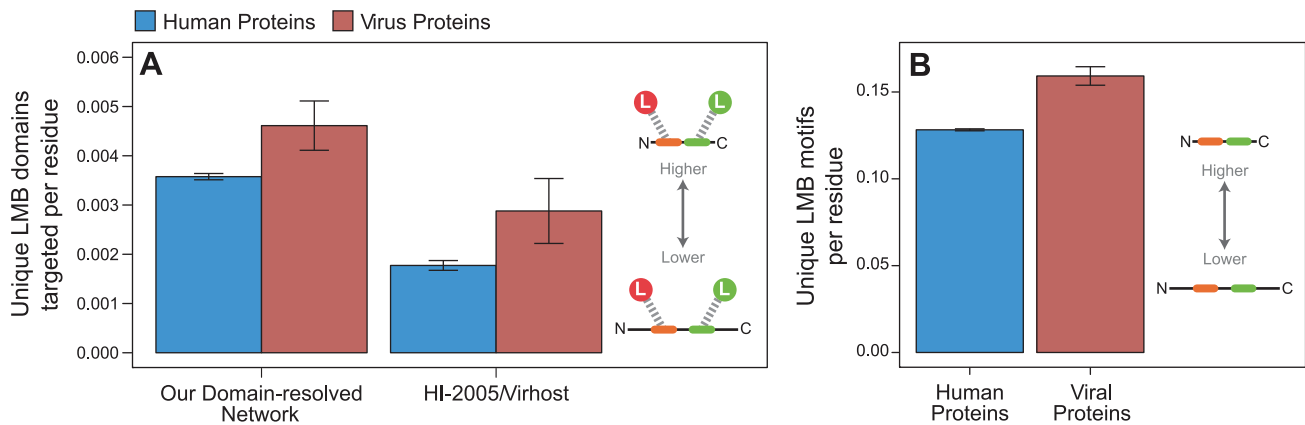 Human Proteins
Virus Proteins
A
Unique LMB domains
targeted per residue
0.006
0.005
0.004
0.003
0.002
0.001
0.000
Our Domain-resolved
Network
HI-2005/Virhost
L
L
N
C
Higher
Lower
L
L
N
C
B
Unique LMB motifs
per residue
0.15
0.10
0.05
0.00
Human
Proteins
Viral
Proteins
N
C
Higher
Lower
N
C